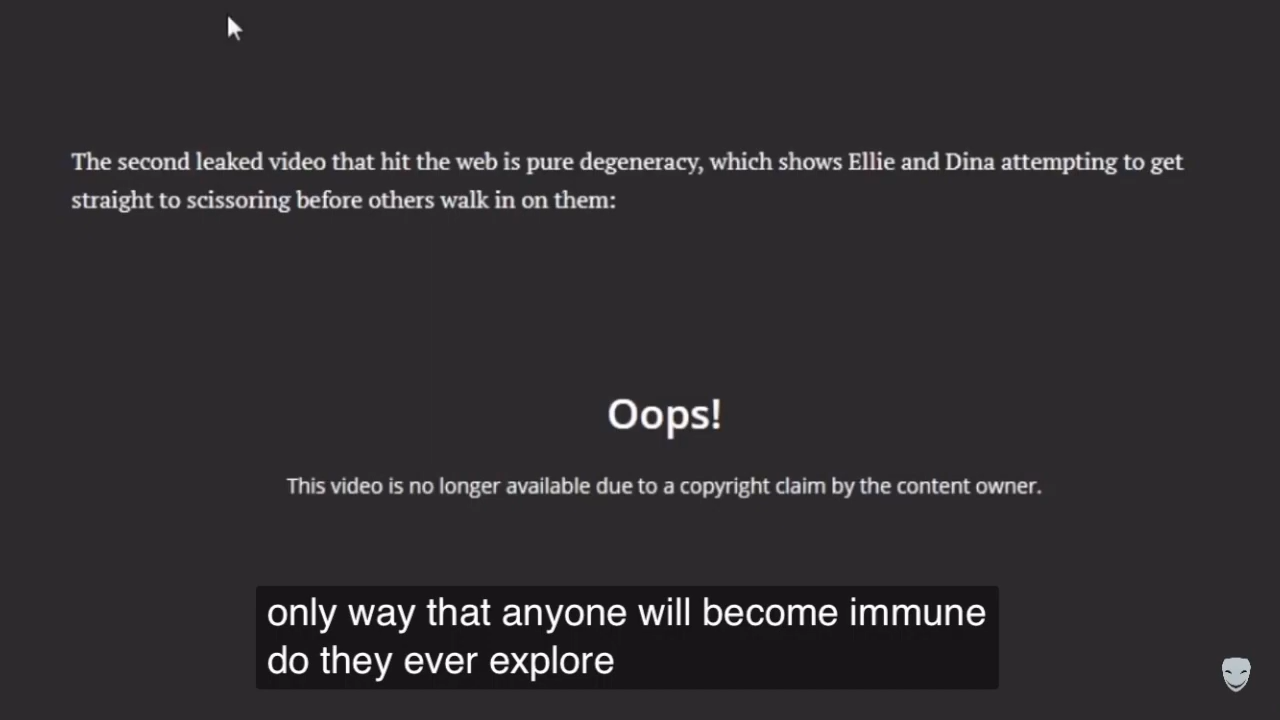 The second leaked video that hit the web is pure degeneracy, which shows Ellie and Dina attempting to get
straight to scissoring before others walk in on them:
Oops!
This video is no longer available due to a copyright claim by the content owner.
only way that anyone will become immune
do they ever explore